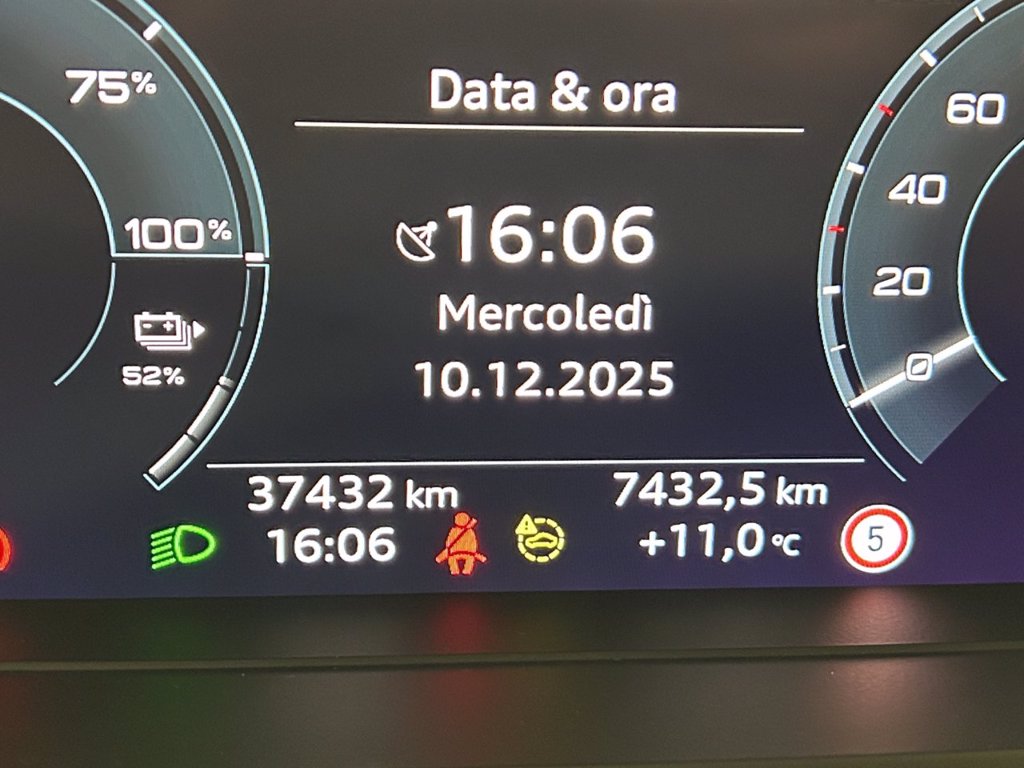 Data & ora
75%
60
40
100%
16:06
20
Mercoledì
52%
10.12.2025
0
37432 km
7432,5 km
16:06
+11,0 °C
5